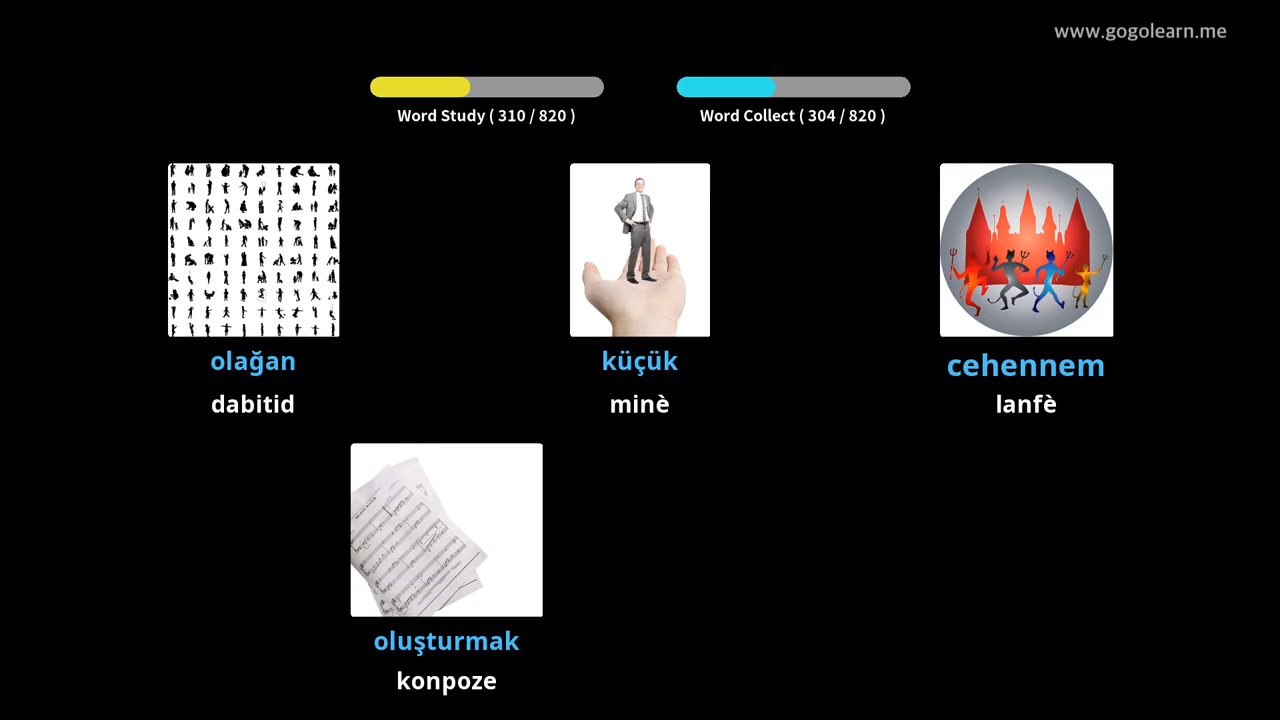 www.gogolearn.me
Word Study ( 310 / 820 )
Word Collect ( 304 / 820 )
olağan
dabitid
küçük
minè
cehennem
lanfè
oluşturmak
konpoze